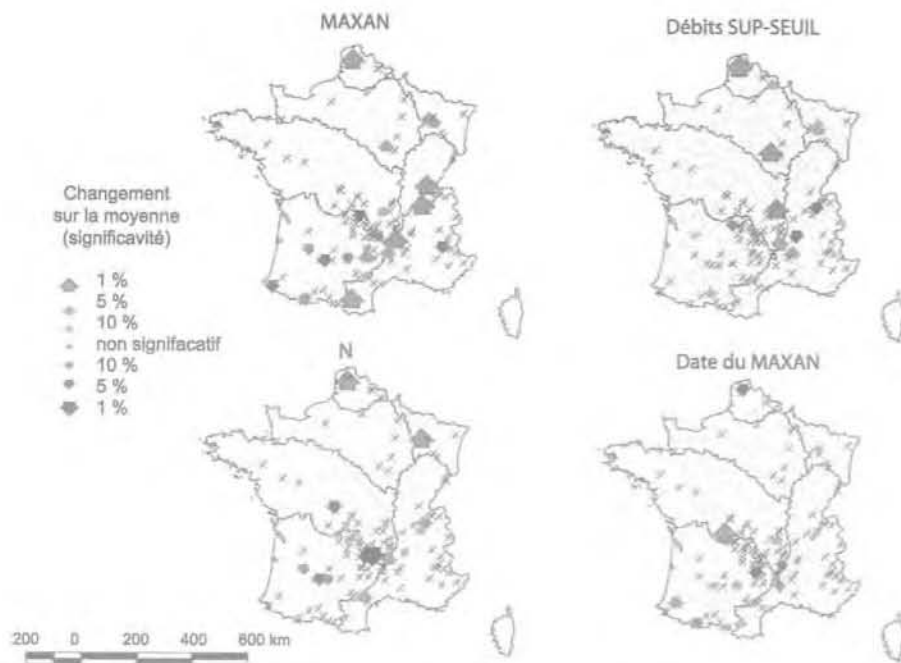 MAXAN
Débits SUP-SEUIL
Changement
sur la moyenne
(significavité)
1 %
5 %
10 %
non signifacatif
10 %
5 %
1 %
N
Date du MAXAN
200 0 200 400 600 km